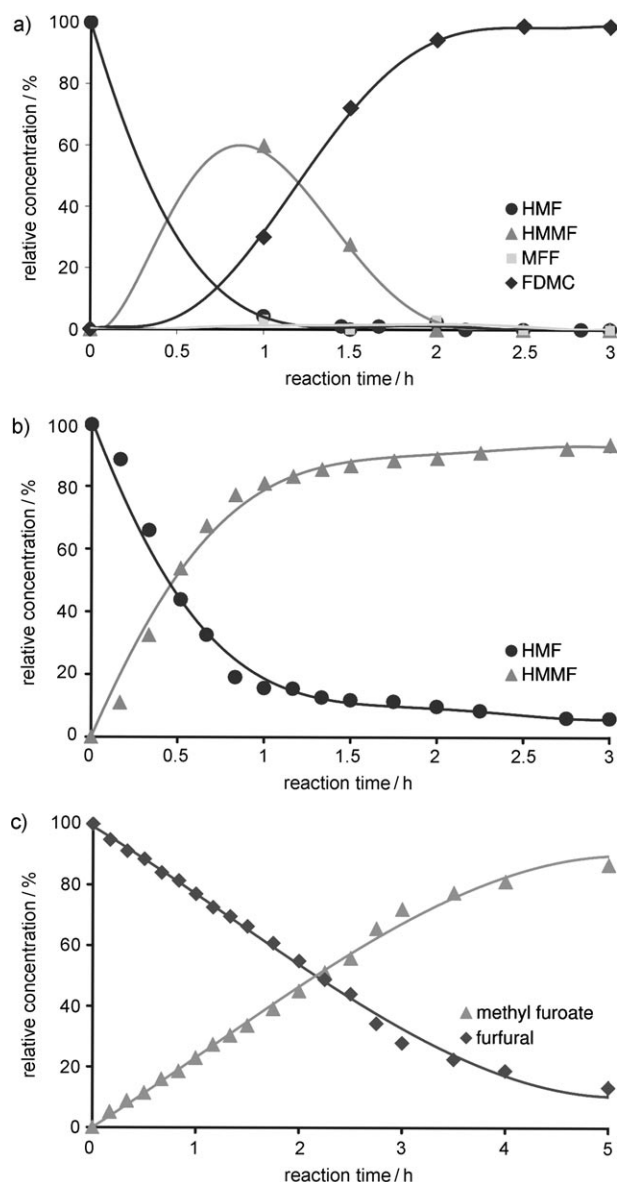 a)
100
80
60
40
20
0
relative concentration / %
HMF
HMMF
MFF
FDMC
0 0.5 1 1.5 2 2.5 3
reaction time / h
b)
100
80
60
40
20
0
relative concentration / %
HMF
HMMF
0 0.5 1 1.5 2 2.5 3
reaction time / h
c)
100
80
60
40
20
0
relative concentration / %
methyl furoate
furfural
0 1 2 3 4 5
reaction time / h